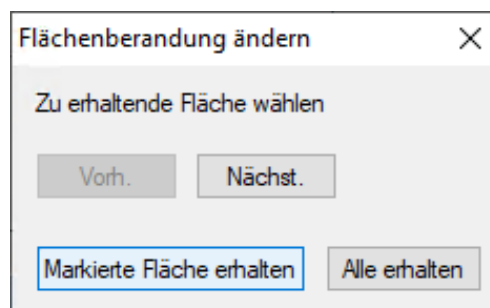 Flächenberandung ändern
Zu erhaltende Fläche wählen
Vorh. Nächst.
Markierte Fläche erhalten Alle erhalten